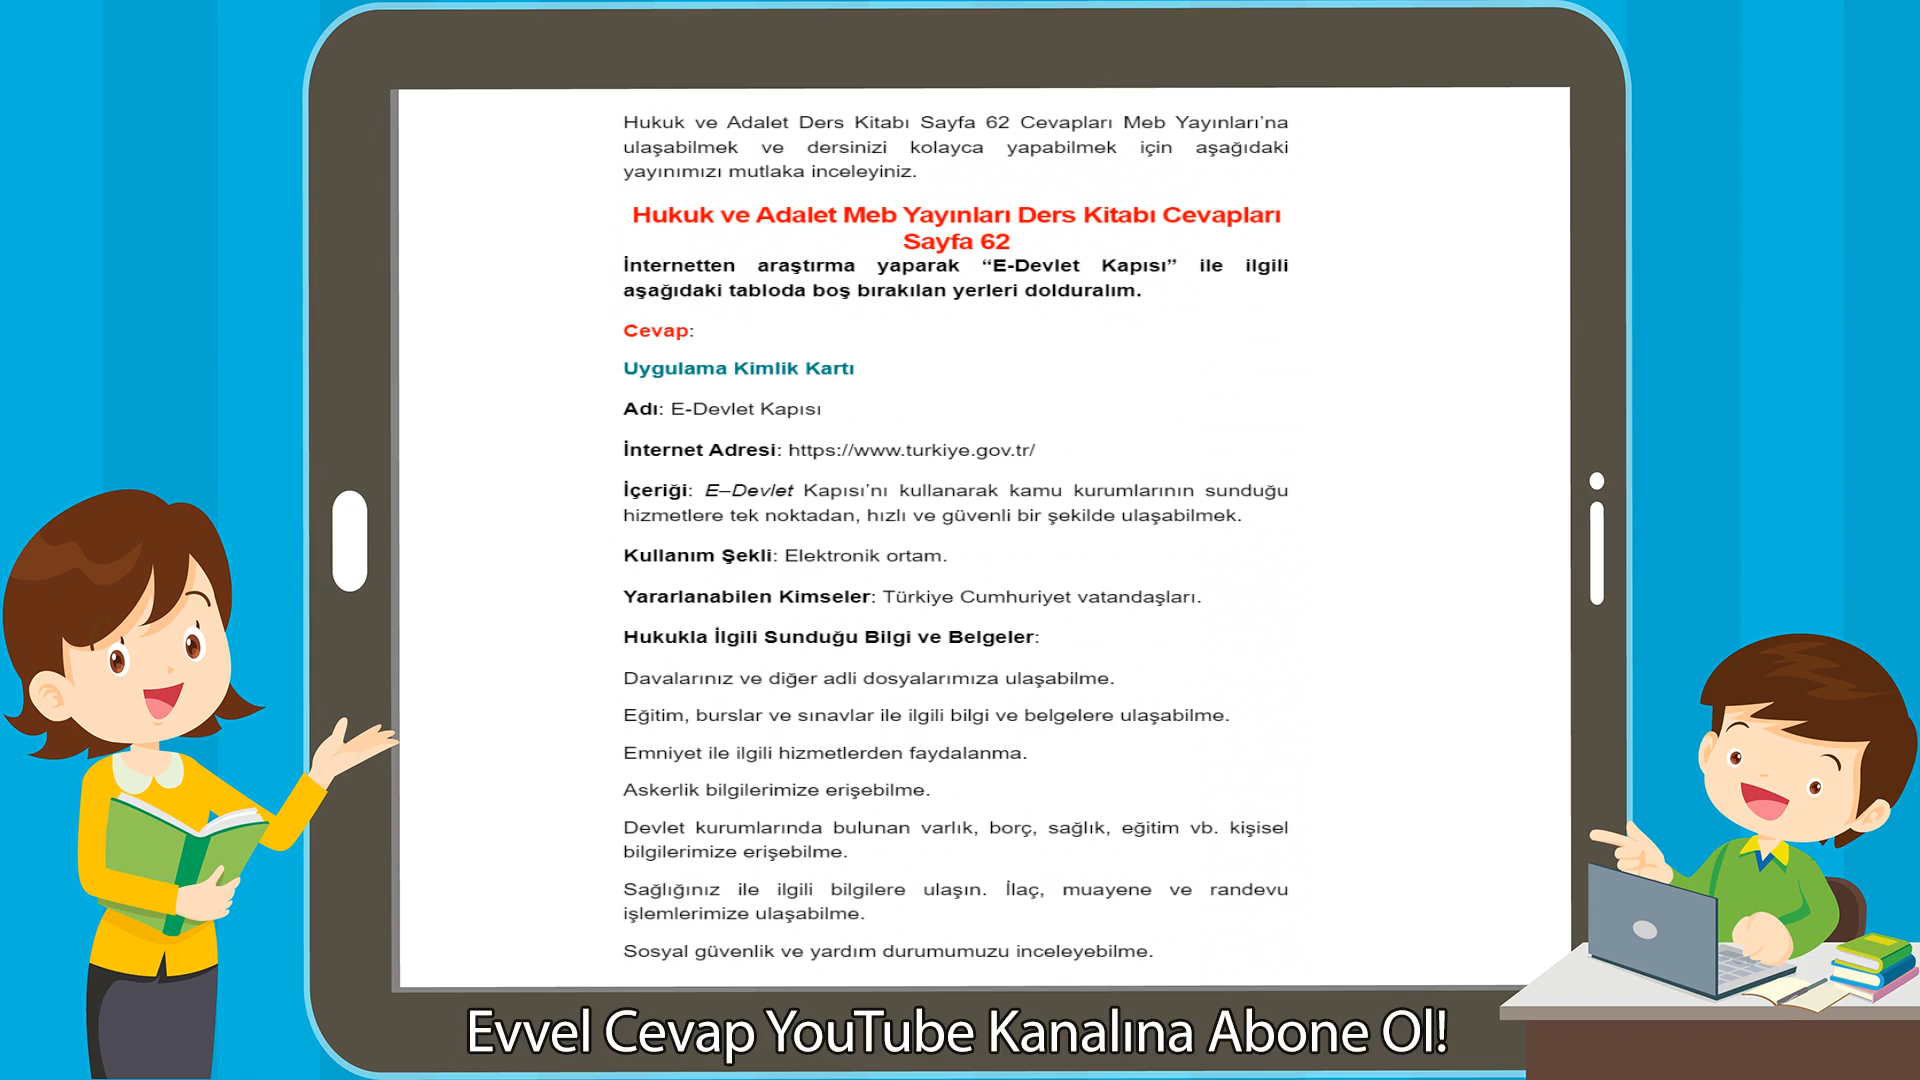 Hukuk ve Adalet Ders Kitabı Sayfa 62 Cevapları Meb Yayınları’na
ulaşabilmek ve dersinizi kolayca yapabilmek için aşağıdaki
yayınımızı mutlaka inceleyiniz.
Hukuk ve Adalet Meb Yayınları Ders Kitabı Cevapları
Sayfa 62
İnternetten araştırma yaparak “E-Devlet Kapısı” ile ilgili
aşağıdaki tabloda boş bırakılan yerleri dolduralım.
Cevap:
Uygulama Kimlik Kartı
Adı: E-Devlet Kapısı
İnternet Adresi: https://www.turkiye.gov.tr/
İçeriği: E–Devlet Kapısı’nı kullanarak kamu kurumlarının sunduğu
hizmetlere tek noktadan, hızlı ve güvenli bir şekilde ulaşabilmek.
Kullanım Şekli: Elektronik ortam.
Yararlanabilen Kimseler: Türkiye Cumhuriyet vatandaşları.
Hukukla İlgili Sunduğu Bilgi ve Belgeler:
Davalarınız ve diğer adli dosyalarımıza ulaşabilme.
Eğitim, burslar ve sınavlar ile ilgili bilgi ve belgelere ulaşabilme.
Emniyet ile ilgili hizmetlerden faydalanma.
Askerlik bilgilerimize erişebilme.
Devlet kurumlarında bulunan varlık, borç, sağlık, eğitim vb. kişisel
bilgilerimize erişebilme.
Sağlığınız ile ilgili bilgilere ulaşın. İlaç, muayene ve randevu
işlemlerimize ulaşabilme.
Sosyal güvenlik ve yardım durumumuzu inceleyebilme.
Evvel Cevap YouTube Kanalına Abone Ol!